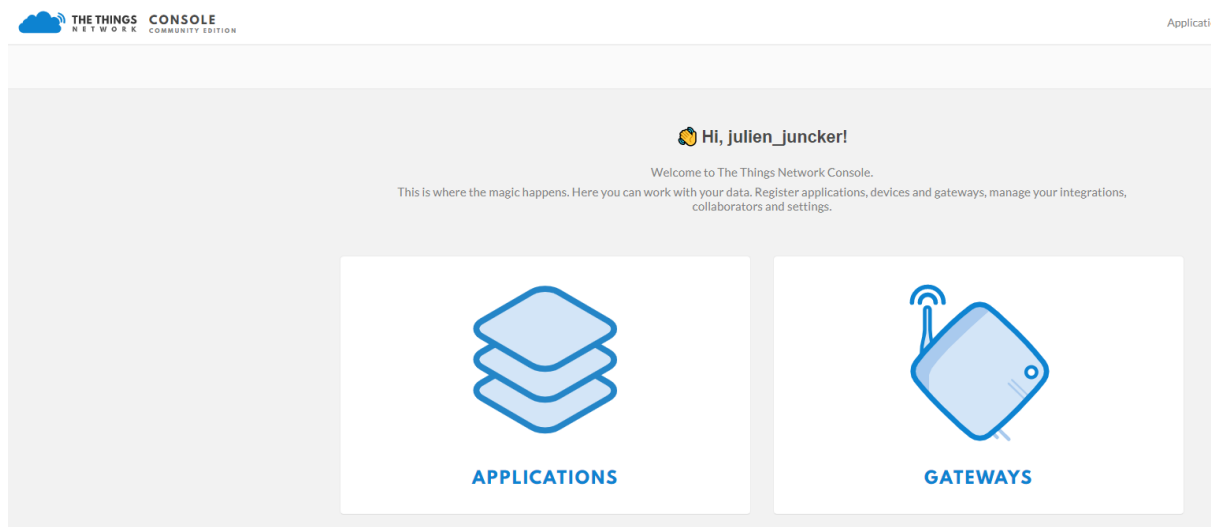 THE THINGS CONSOLE
NETWORK COMMUNITY EDITION
Hi, julien_juncker!
Welcome to The Things Network Console.
This is where the magic happens. Here you can work with your data. Register applications, devices and gateways, manage your integrations,
collaborators and settings.
APPLICATIONS
GATEWAYS